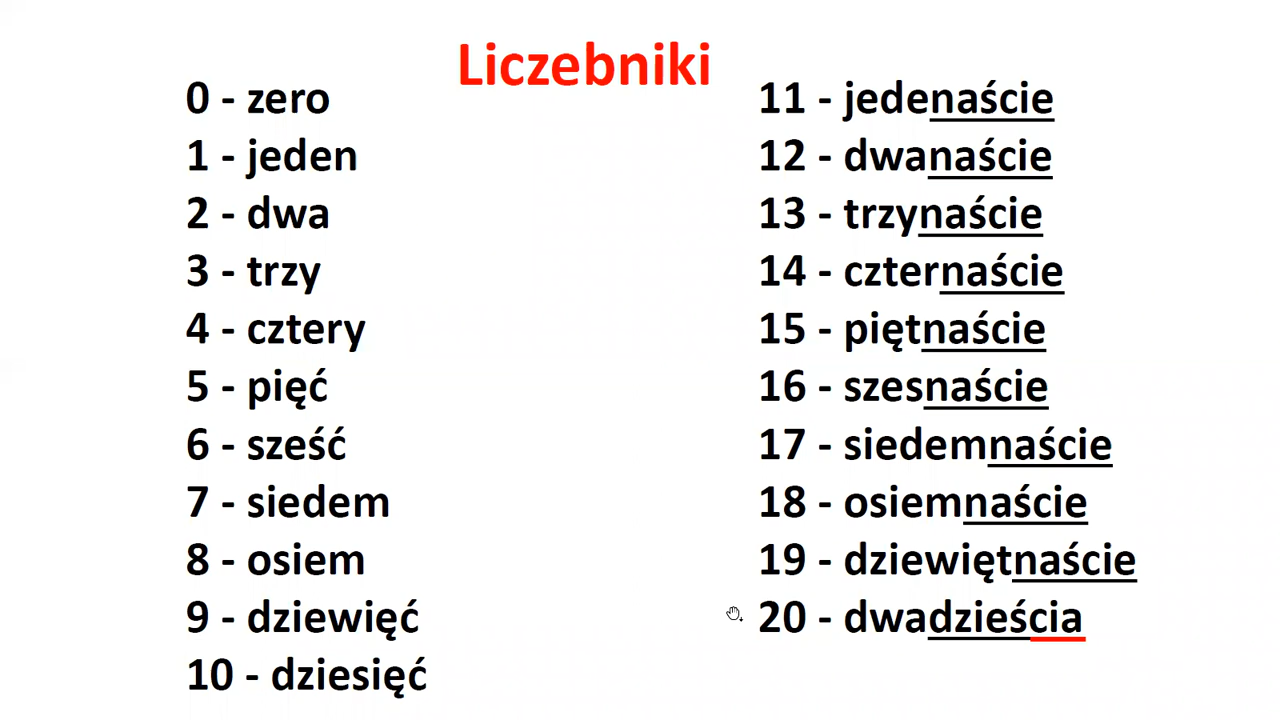 Liczebniki
0 - zero
1 - jeden
2 - dwa
3 - trzy
4 - cztery
5 - pięć
6 - sześć
7 - siedem
8 - osiem
9 - dziewięć
10 - dziesięć
11 - jedenaście
12 - dwanaście
13 - trzynaście
14 - czternaście
15 - piętnaście
16 - szesnaście
17 - siedemnaście
18 - osiemnaście
19 - dziewiętnaście
20 - dwadzieścia